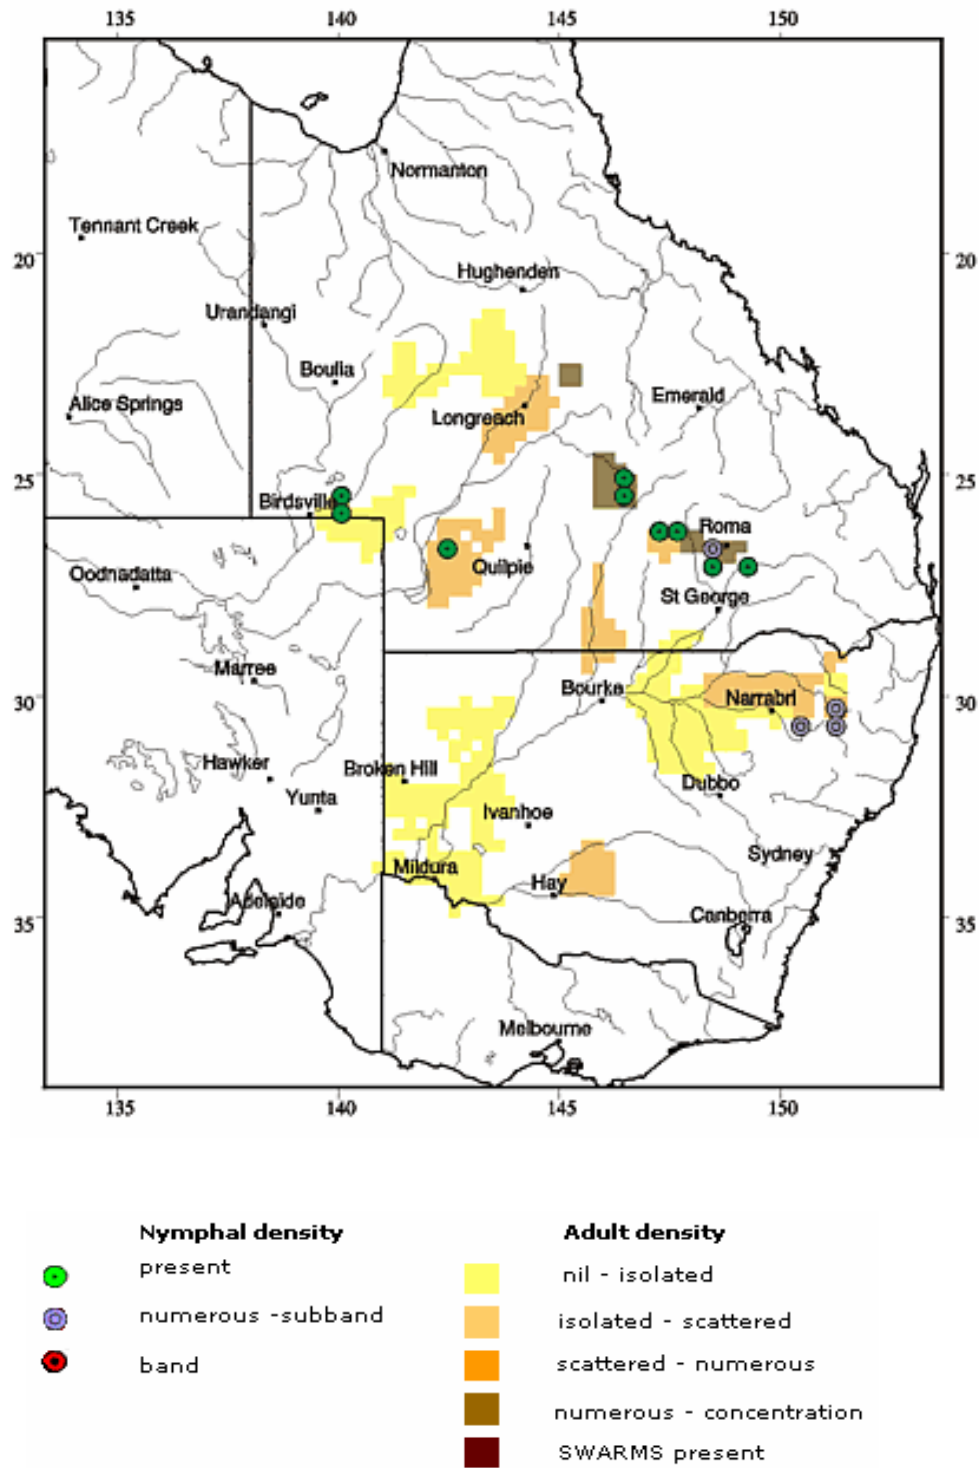 135 140 145 150
Normanton
Tennant Creek
20 20
Hughenden
Urandangi
Boulia
Emerald
Alice Springs
Longreach
25 25
Birdsville
Roma
Quilpie
Oodnadatta
St George
Marree
Bourke
30 Narrabri 30
Hawker
Broken Hill
Dubbo
Yunta
Ivanhoe
Sydney
Mildura
Hay
Adelaide
35 Canberra 35
Melbourne
135 140 145 150
Nymphal density Adult density
present nil - isolated
numerous -subband isolated - scattered
band scattered - numerous
numerous - concentration
SWARMS present